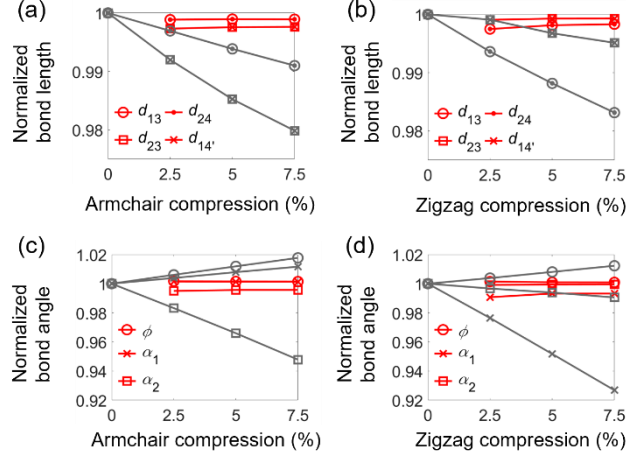 (a)
Normalized
bond length
1
0.99
0.98
d13 d24
d23 d14'
0 2.5 5 7.5
Armchair compression (%)
(b)
Normalized
bond length
1
0.99
0.98
d13 d24
d23 d14'
0 2.5 5 7.5
Zigzag compression (%)
(c)
Normalized
bond angle
1.02
1
0.98
0.96
0.94
0.92
ϕ
α1
α2
0 2.5 5 7.5
Armchair compression (%)
(d)
Normalized
bond angle
1.02
1
0.98
0.96
0.94
0.92
ϕ
α1
α2
0 2.5 5 7.5
Zigzag compression (%)